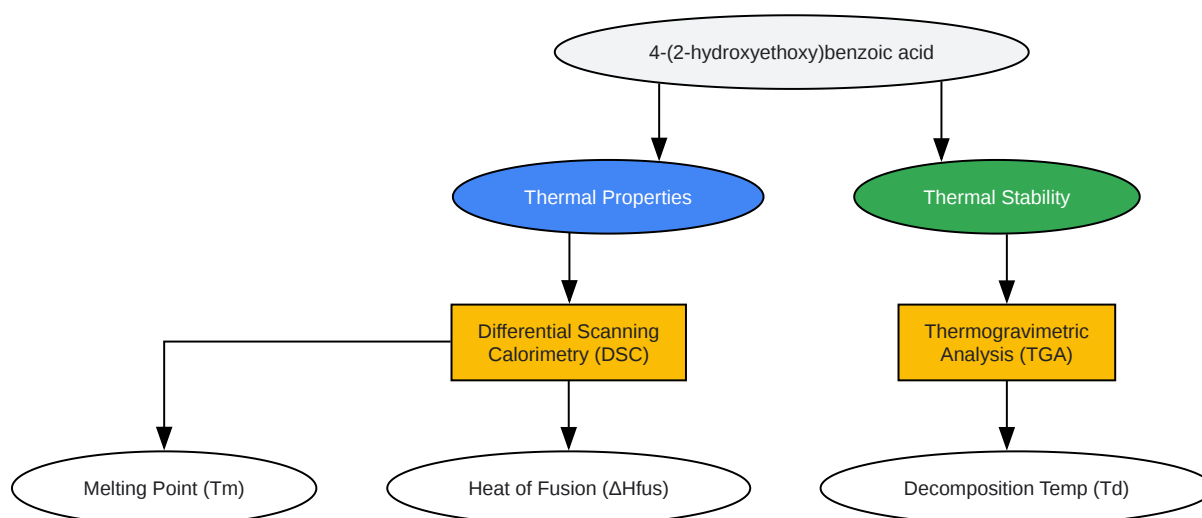 4-(2-hydroxyethoxy)benzoic acid
Thermal Properties
Thermal Stability
Differential Scanning
Calorimetry (DSC)
Thermogravimetric
Analysis (TGA)
Melting Point (Tm)
Heat of Fusion (ΔHfus)
Decomposition Temp (Td)